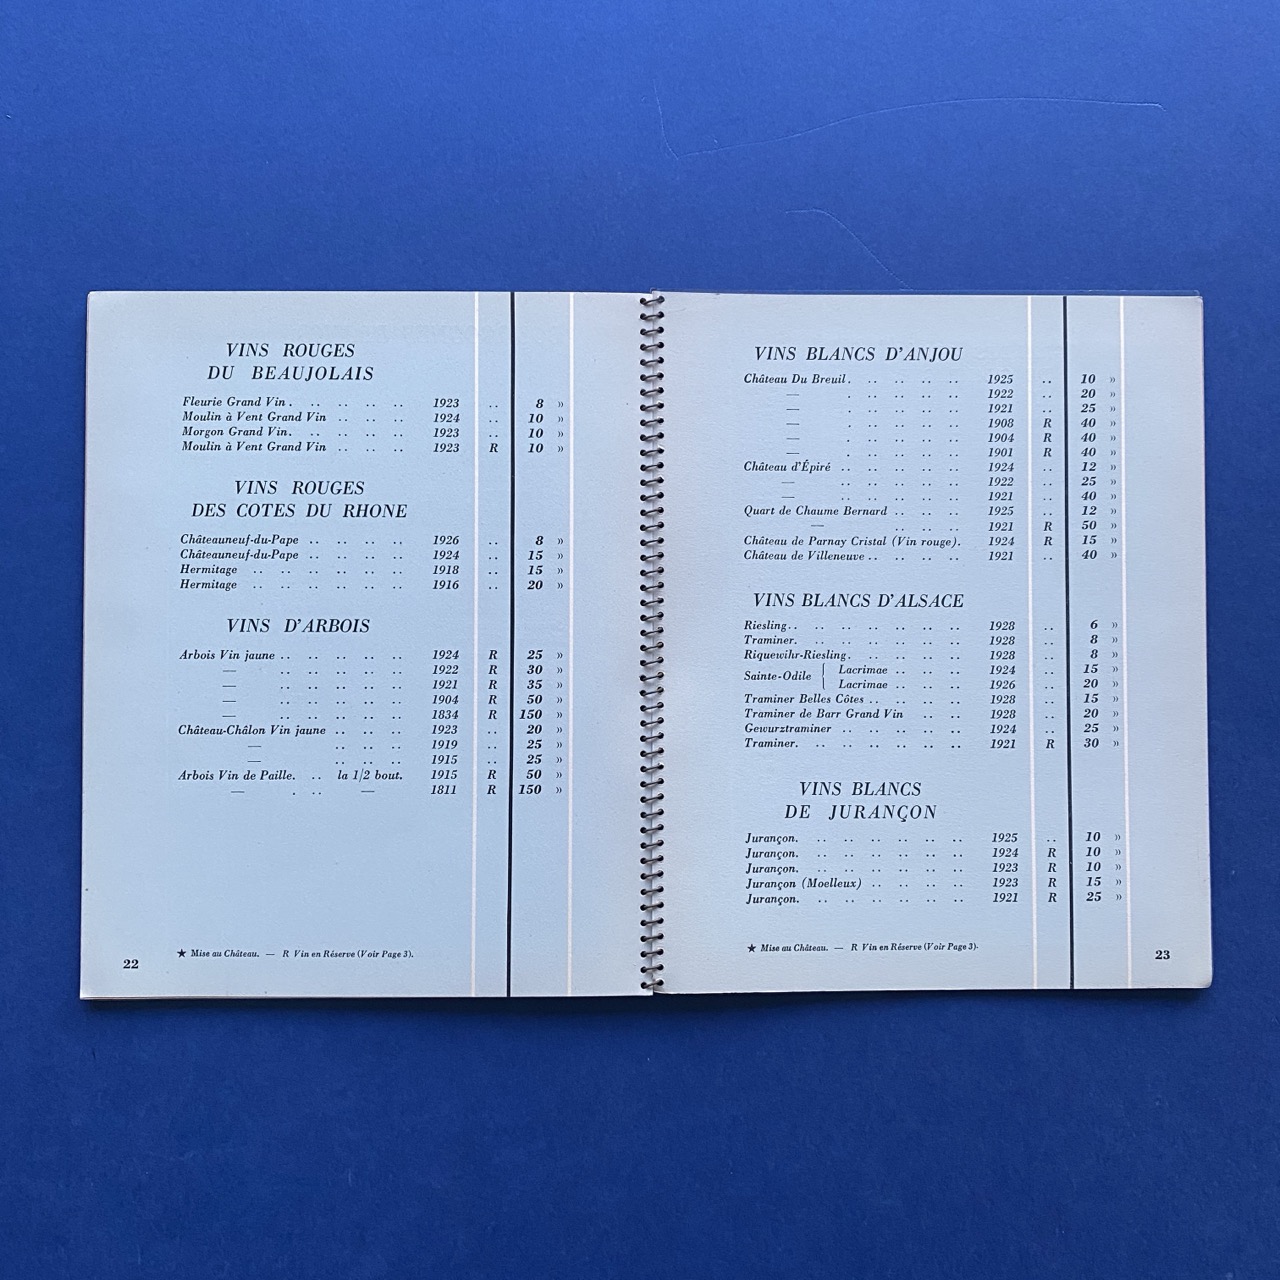 VINS ROUGES
DU BEAUJOLAIS
Fleurie Grand Vin . .. .. .. .. .. 1923 .. 8 »
Moulin à Vent Grand Vin .. .. .. 1924 .. 10 »
Morgon Grand Vin. .. .. .. .. 1923 .. 10 »
Moulin à Vent Grand Vin .. .. .. 1923 R 10 »
VINS ROUGES
DES COTES DU RHONE
Châteauneuf-du-Pape .. .. .. .. 1926 .. 8 »
Châteauneuf-du-Pape .. .. .. .. 1924 .. 15 »
Hermitage .. .. .. .. .. .. 1918 .. 15 »
Hermitage .. .. .. .. .. .. 1916 .. 20 »
VINS D'ARBOIS
Arbois Vin jaune .. .. .. .. .. 1924 R 25 »
— .. .. .. .. .. 1922 R 30 »
— .. .. .. .. .. 1921 R 35 »
— .. .. .. .. .. 1904 R 50 »
— .. .. .. .. .. 1834 R 150 »
Château-Châlon Vin jaune .. .. .. 1923 .. 20 »
— .. .. .. 1919 .. 25 »
— .. .. .. 1915 .. 25 »
Arbois Vin de Paille. .. la 1/2 bout. 1915 R 50 »
— . .. — 1811 R 150 »
★ Mise au Château. — R Vin en Réserve (Voir Page 3).
22
VINS BLANCS D'ANJOU
Château Du Breuil . .. .. .. .. 1925 .. 10 »
— . .. .. .. .. 1922 .. 20 »
— . .. .. .. .. 1921 .. 25 »
— . .. .. .. .. 1908 R 40 »
— . .. .. .. .. 1904 R 40 »
— . .. .. .. .. 1901 R 40 »
Château d'Épiré .. .. .. .. .. 1924 .. 12 »
— .. .. .. .. .. 1922 .. 25 »
— .. .. .. .. .. 1921 .. 40 »
Quart de Chaume Bernard .. .. .. 1925 .. 12 »
— .. .. .. 1921 R 50 »
Château de Parnay Cristal (Vin rouge). 1924 R 15 »
Château de Villeneuve .. .. .. .. 1921 .. 40 »
VINS BLANCS D'ALSACE
Riesling .. .. .. .. .. .. .. 1928 .. 6 »
Traminer. .. .. .. .. .. .. 1928 .. 8 »
Riquewihr-Riesling. .. .. .. .. 1928 .. 8 »
Sainte-Odile { Lacrimae .. .. .. 1924 .. 15 »
Lacrimae .. .. .. 1926 .. 20 »
Traminer Belles Côtes .. .. .. .. 1928 .. 15 »
Traminer de Barr Grand Vin .. .. 1928 .. 20 »
Gewurztraminer .. .. .. .. .. 1924 .. 25 »
Traminer. .. .. .. .. .. .. 1921 R 30 »
VINS BLANCS
DE JURANÇON
Jurançon. .. .. .. .. .. .. 1925 .. 10 »
Jurançon. .. .. .. .. .. .. 1924 R 10 »
Jurançon. .. .. .. .. .. .. 1923 R 10 »
Jurançon (Moelleux) .. .. .. .. 1923 R 15 »
Jurançon. .. .. .. .. .. .. 1921 R 25 »
★ Mise au Château. — R Vin en Réserve (Voir Page 3).
23